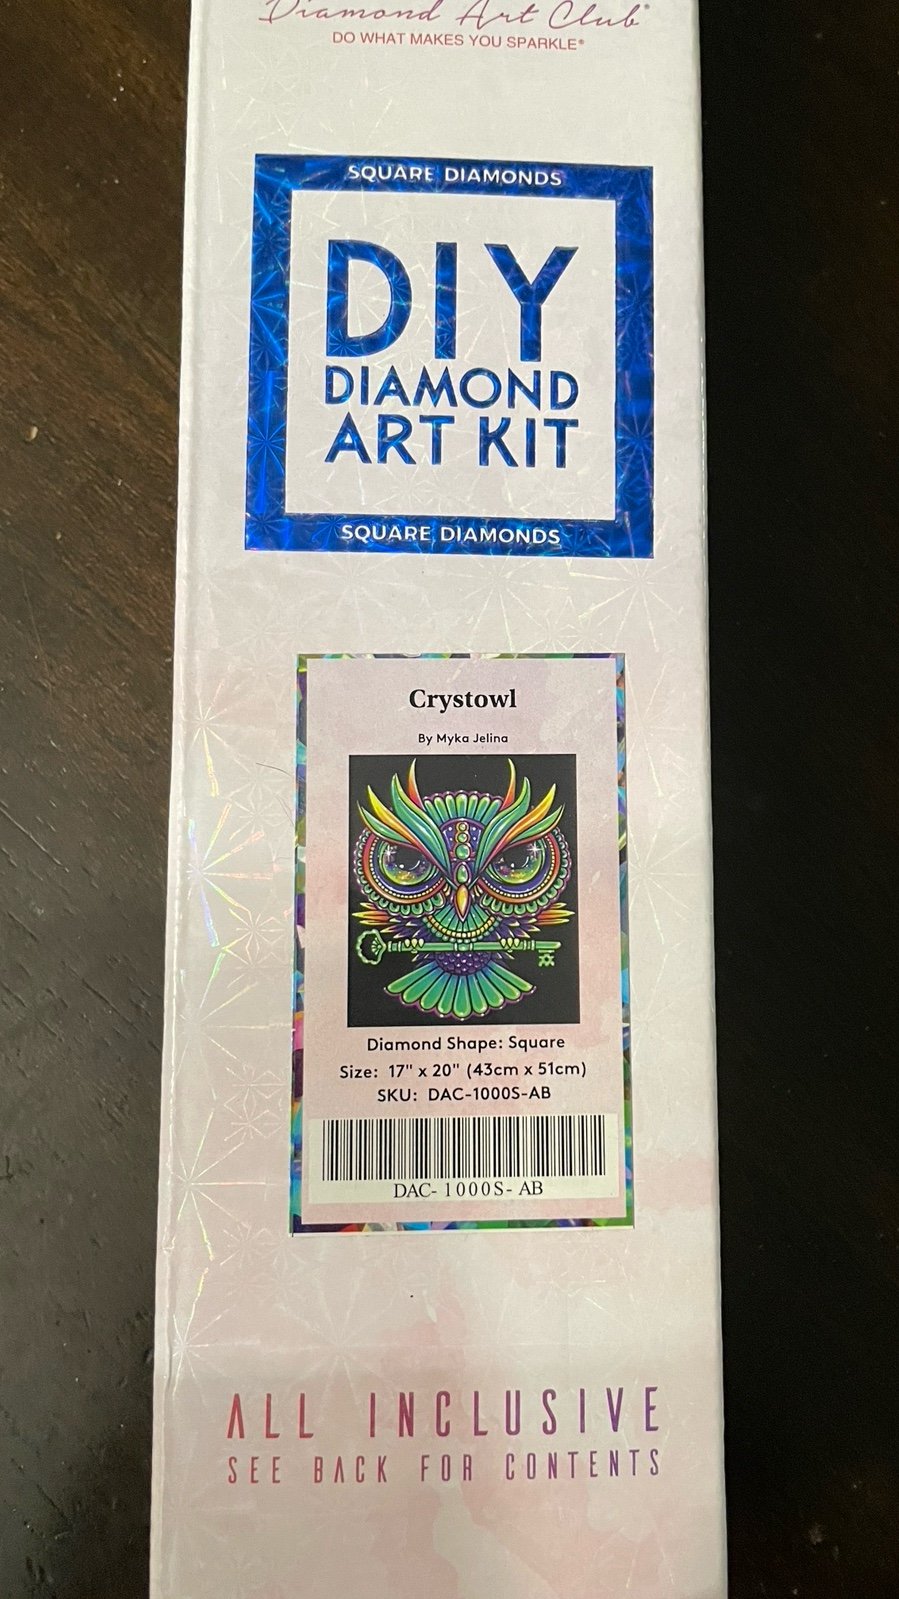 Diamond Art Club®
DO WHAT MAKES YOU SPARKLE®
SQUARE DIAMONDS
DIY
DIAMOND
ART KIT
SQUARE DIAMONDS
Crystowl
By Myka Jelina
Diamond Shape: Square
Size: 17" x 20" (43cm x 51cm)
SKU: DAC-1000S-AB
DAC- 1000S- AB
ALL INCLUSIVE
SEE BACK FOR CONTENTS